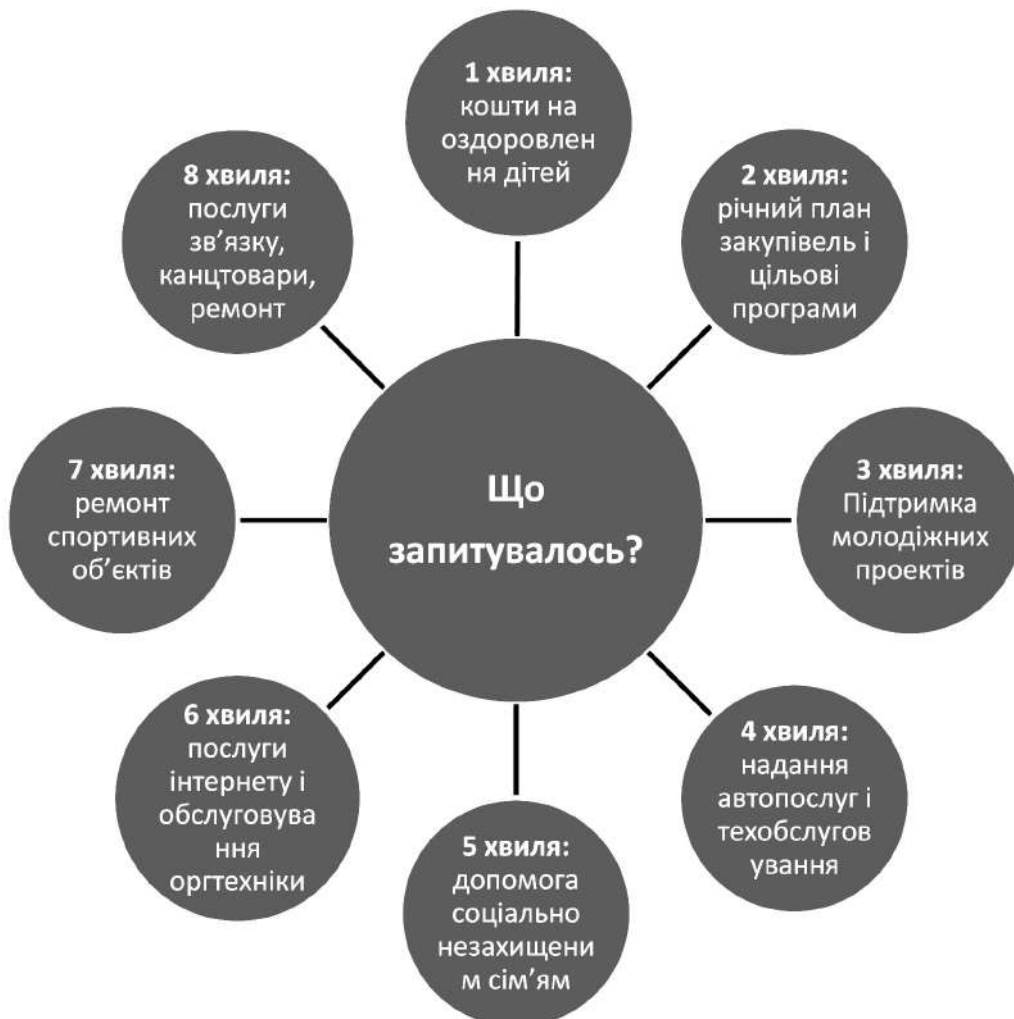 1 хвиля:
кошти на
оздоровлен
ня дітей
2 хвиля:
річний план
закупівель і
цільові
програми
3 хвиля:
Підтримка
молодіжних
проектів
4 хвиля:
надання
автопослуг і
техобслугов
ування
5 хвиля:
допомога
соціально
незахищени
м сім’ям
6 хвиля:
послуги
інтернету і
обслуговува
ння
оргтехніки
7 хвиля:
ремонт
спортивних
об’єктів
8 хвиля:
послуги
зв’язку,
канцтовари,
ремонт
Що
запитувалось?